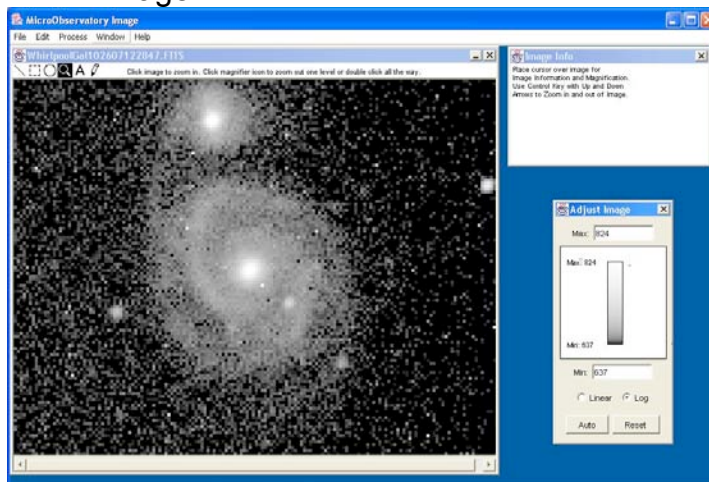 MicroObservatory Image
File Edit Process Window Help
WhirlpoolGal102607122847.FITS
A
Click image to zoom in. Click magnifier icon to zoom out one level or double click all the way.
Image Info
Place cursor over image for
Image Information and Magnification.
Use Control Key with Up and Down
Arrows to Zoom in and out of Image.
Adjust Image
Max: 824
Max: 824
Min: 637
Min: 637
Linear Log
Auto Reset